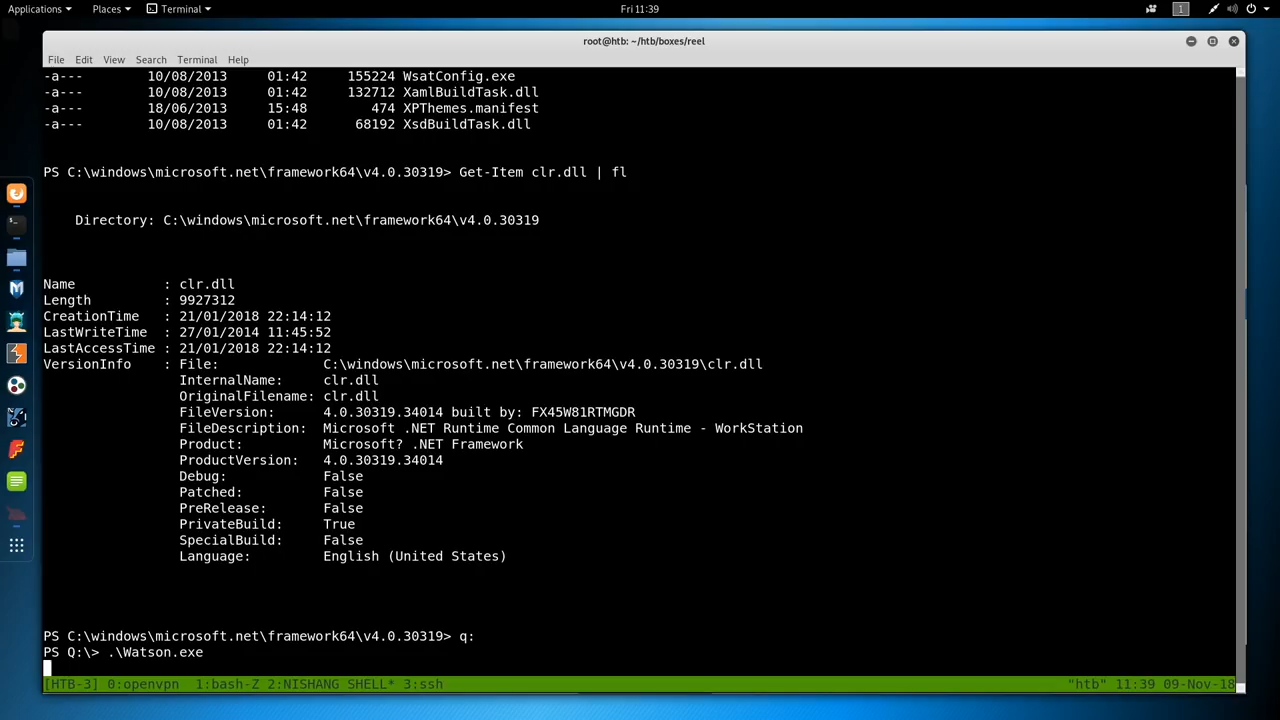 Applications Places Terminal Fri 11:39 1
root@htb: ~/htb/boxes/reel
File Edit View Search Terminal Help
-a--- 10/08/2013 01:42 155224 WsatConfig.exe
-a--- 10/08/2013 01:42 132712 XamlBuildTask.dll
-a--- 18/06/2013 15:48 474 XPThemes.manifest
-a--- 10/08/2013 01:42 68192 XsdBuildTask.dll
PS C:\windows\microsoft.net\framework64\v4.0.30319> Get-Item clr.dll | fl
Directory: C:\windows\microsoft.net\framework64\v4.0.30319
Name : clr.dll
Length : 9927312
CreationTime : 21/01/2018 22:14:12
LastWriteTime : 27/01/2014 11:45:52
LastAccessTime : 21/01/2018 22:14:12
VersionInfo : File: C:\windows\microsoft.net\framework64\v4.0.30319\clr.dll
InternalName: clr.dll
OriginalFilename: clr.dll
FileVersion: 4.0.30319.34014 built by: FX45W81RTMGDR
FileDescription: Microsoft .NET Runtime Common Language Runtime - WorkStation
Product: Microsoft? .NET Framework
ProductVersion: 4.0.30319.34014
Debug: False
Patched: False
PreRelease: False
PrivateBuild: True
SpecialBuild: False
Language: English (United States)
PS C:\windows\microsoft.net\framework64\v4.0.30319> q:
PS Q:\> .\Watson.exe
[HTB-3] 0:openvpn 1:bash-Z 2:NISHANG SHELL* 3:ssh "htb" 11:39 09-Nov-18